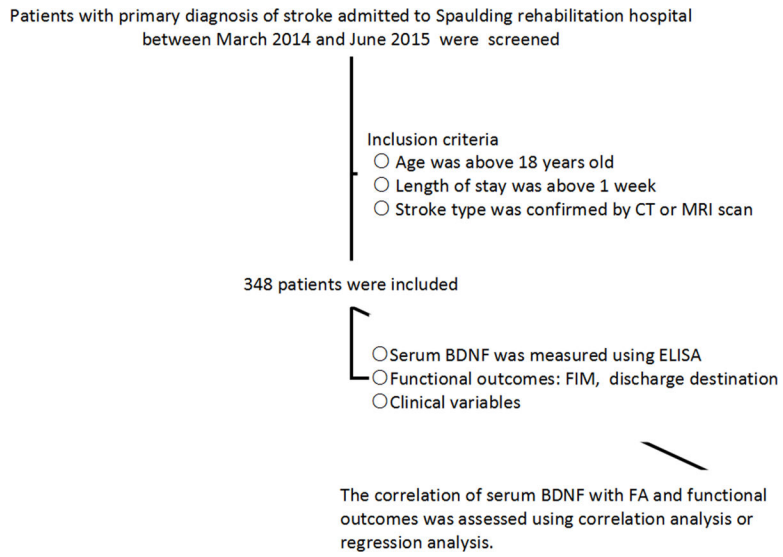 Patients with primary diagnosis of stroke admitted to Spaulding rehabilitation hospital
between March 2014 and June 2015 were screened
Inclusion criteria
○ Age was above 18 years old
○ Length of stay was above 1 week
○ Stroke type was confirmed by CT or MRI scan
348 patients were included
○Serum BDNF was measured using ELISA
○Functional outcomes: FIM, discharge destination
○Clinical variables
The correlation of serum BDNF with FA and functional
outcomes was assessed using correlation analysis or
regression analysis.